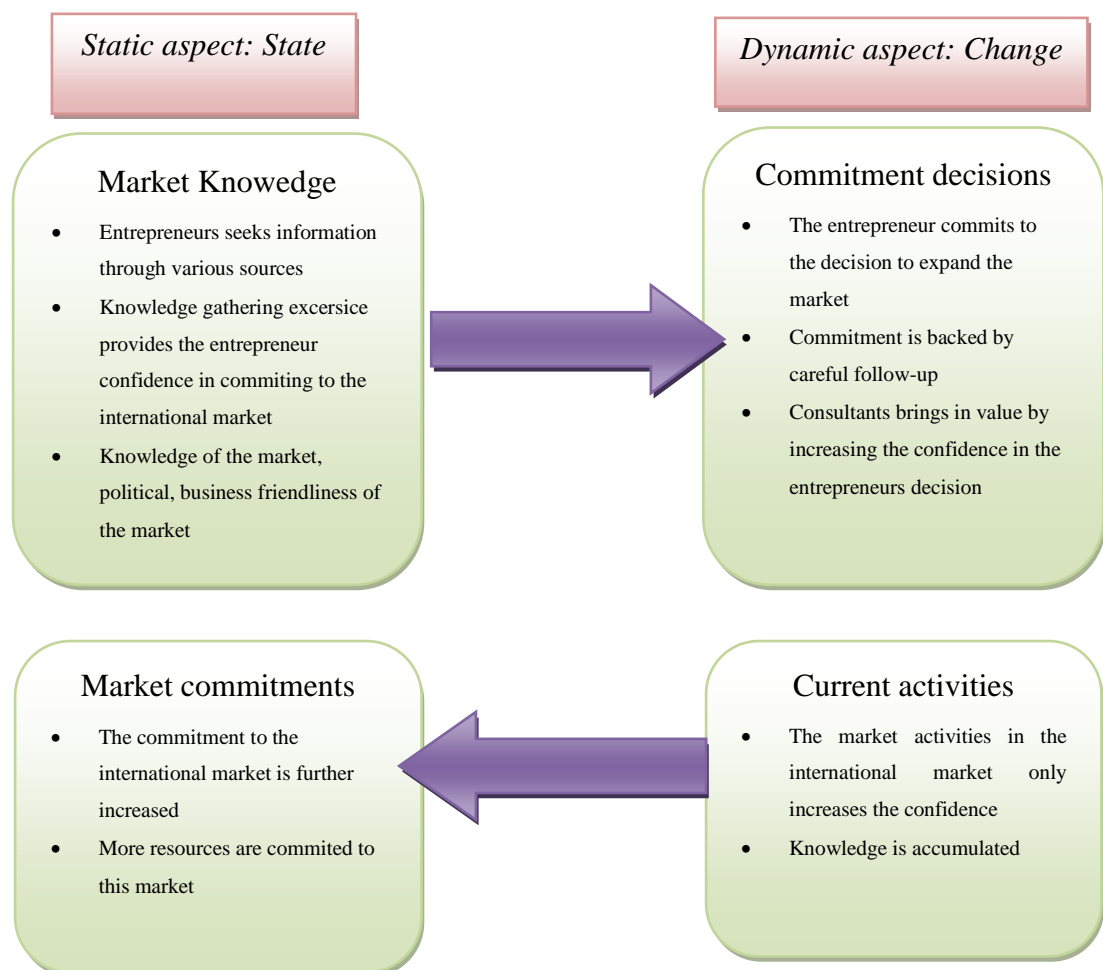 Static aspect: State
Dynamic aspect: Change
Market Knowedge
• Entrepreneurs seeks information
through various sources
• Knowledge gathering excersice
provides the entrepreneur
confidence in commiting to the
international market
• Knowledge of the market,
political, business friendliness of
the market
Commitment decisions
• The entrepreneur commits to
the decision to expand the
market
• Commitment is backed by
careful follow-up
• Consultants brings in value by
increasing the confidence in the
entrepreneurs decision
Market commitments
• The commitment to the
international market is further
increased
• More resources are commited to
this market
Current activities
• The market activities in the
international market only
increases the confidence
• Knowledge is accumulated